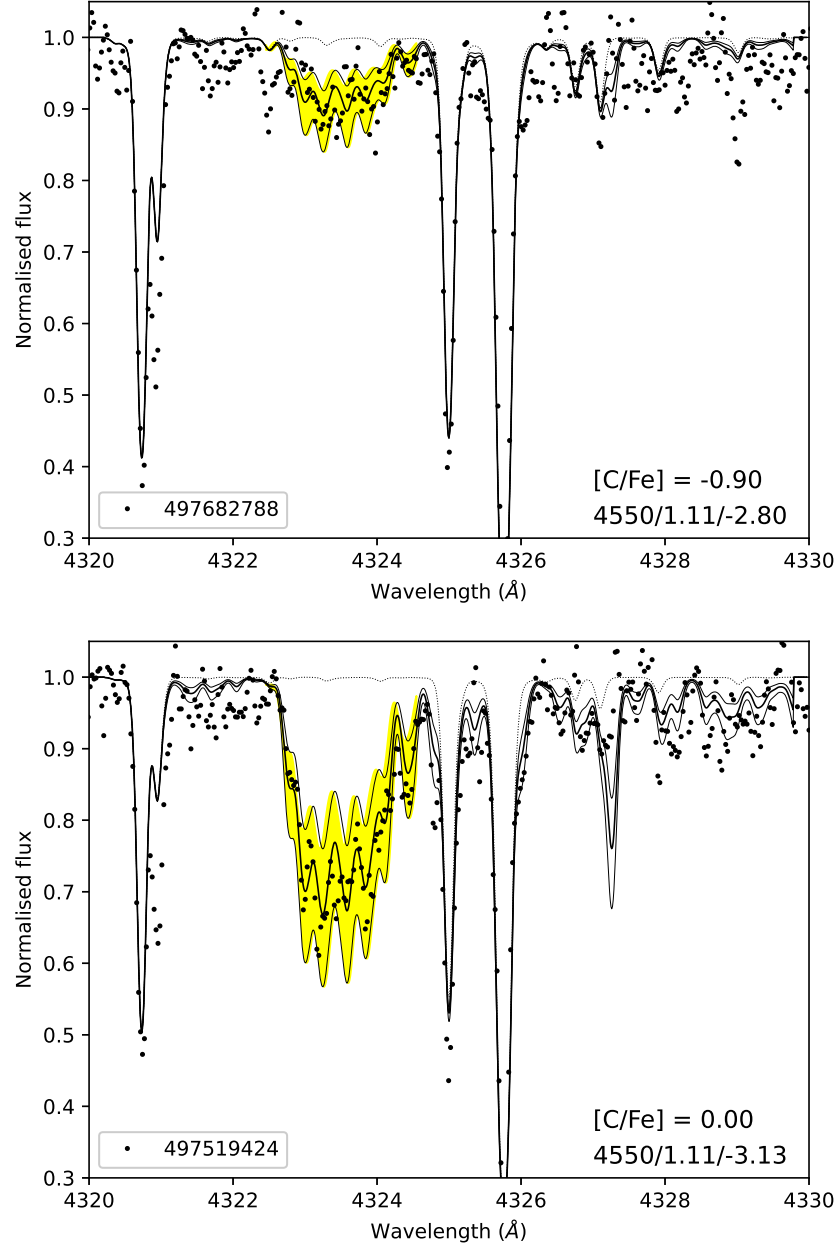 1.0
0.9
0.8
0.7
0.6
0.5
0.4
0.3
Normalised flux
497682788
[C/Fe] = -0.90
4550/1.11/-2.80
4320 4322 4324 4326 4328 4330
Wavelength (Å)
1.0
0.9
0.8
0.7
0.6
0.5
0.4
0.3
Normalised flux
497519424
[C/Fe] = 0.00
4550/1.11/-3.13
4320 4322 4324 4326 4328 4330
Wavelength (Å)